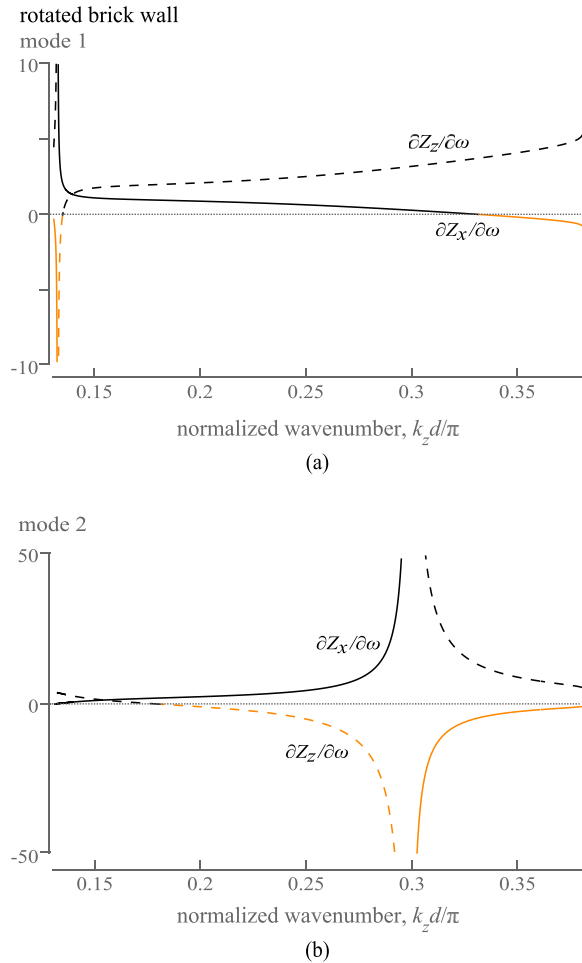 rotated brick wall
mode 1
10
∂Z_z/∂ω
0
∂Z_x/∂ω
-10
0.15 0.2 0.25 0.3 0.35
normalized wavenumber, k_z d/π
(a)
mode 2
50
∂Z_x/∂ω
0
∂Z_z/∂ω
-50
0.15 0.2 0.25 0.3 0.35
normalized wavenumber, k_z d/π
(b)